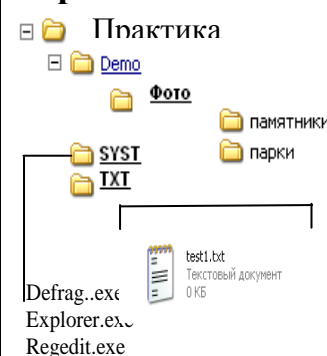 Практика
Demo
Фото
памятники
парки
SYST
TXT
test1.txt
Текстовый документ
0 КБ
Defrag..exe
Explorer.exe
Regedit.exe